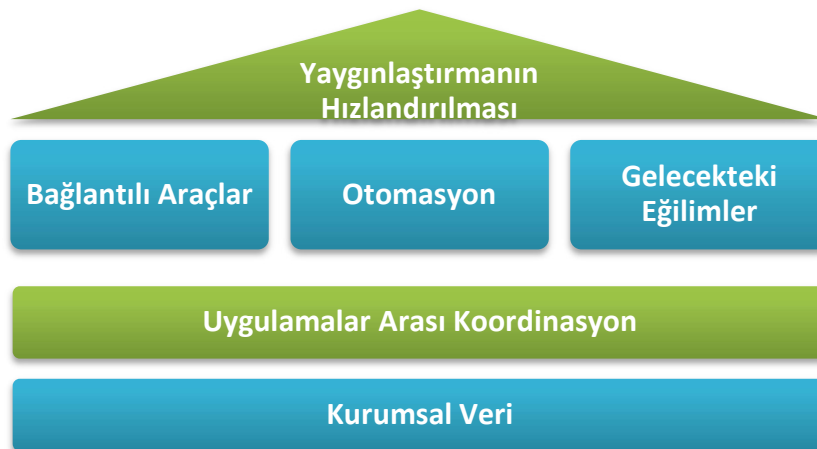 Yaygınlaştırmanın
Hızlandırılması
Bağlantılı Araçlar
Otomasyon
Gelecekteki
Eğilimler
Uygulamalar Arası Koordinasyon
Kurumsal Veri